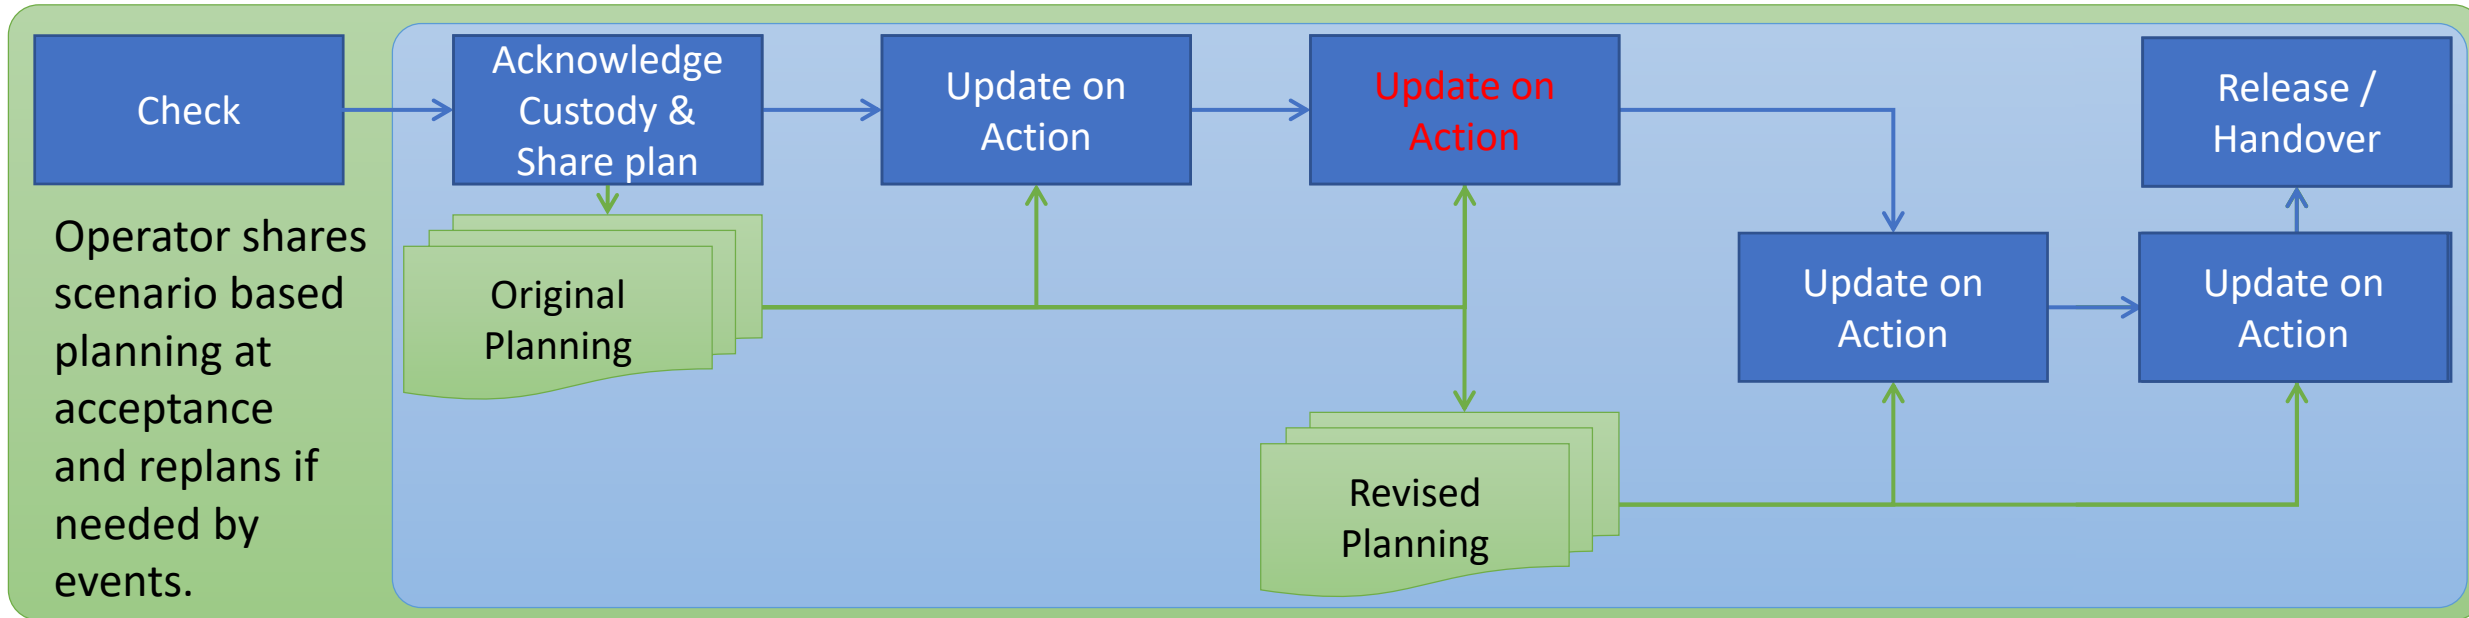 Check
Acknowledge
Custody &
Share plan
Update on
Action
Update on
Action
Release /
Handover
Operator shares
scenario based
planning at
acceptance
and replans if
needed by
events.
Original
Planning
Update on
Action
Update on
Action
Revised
Planning